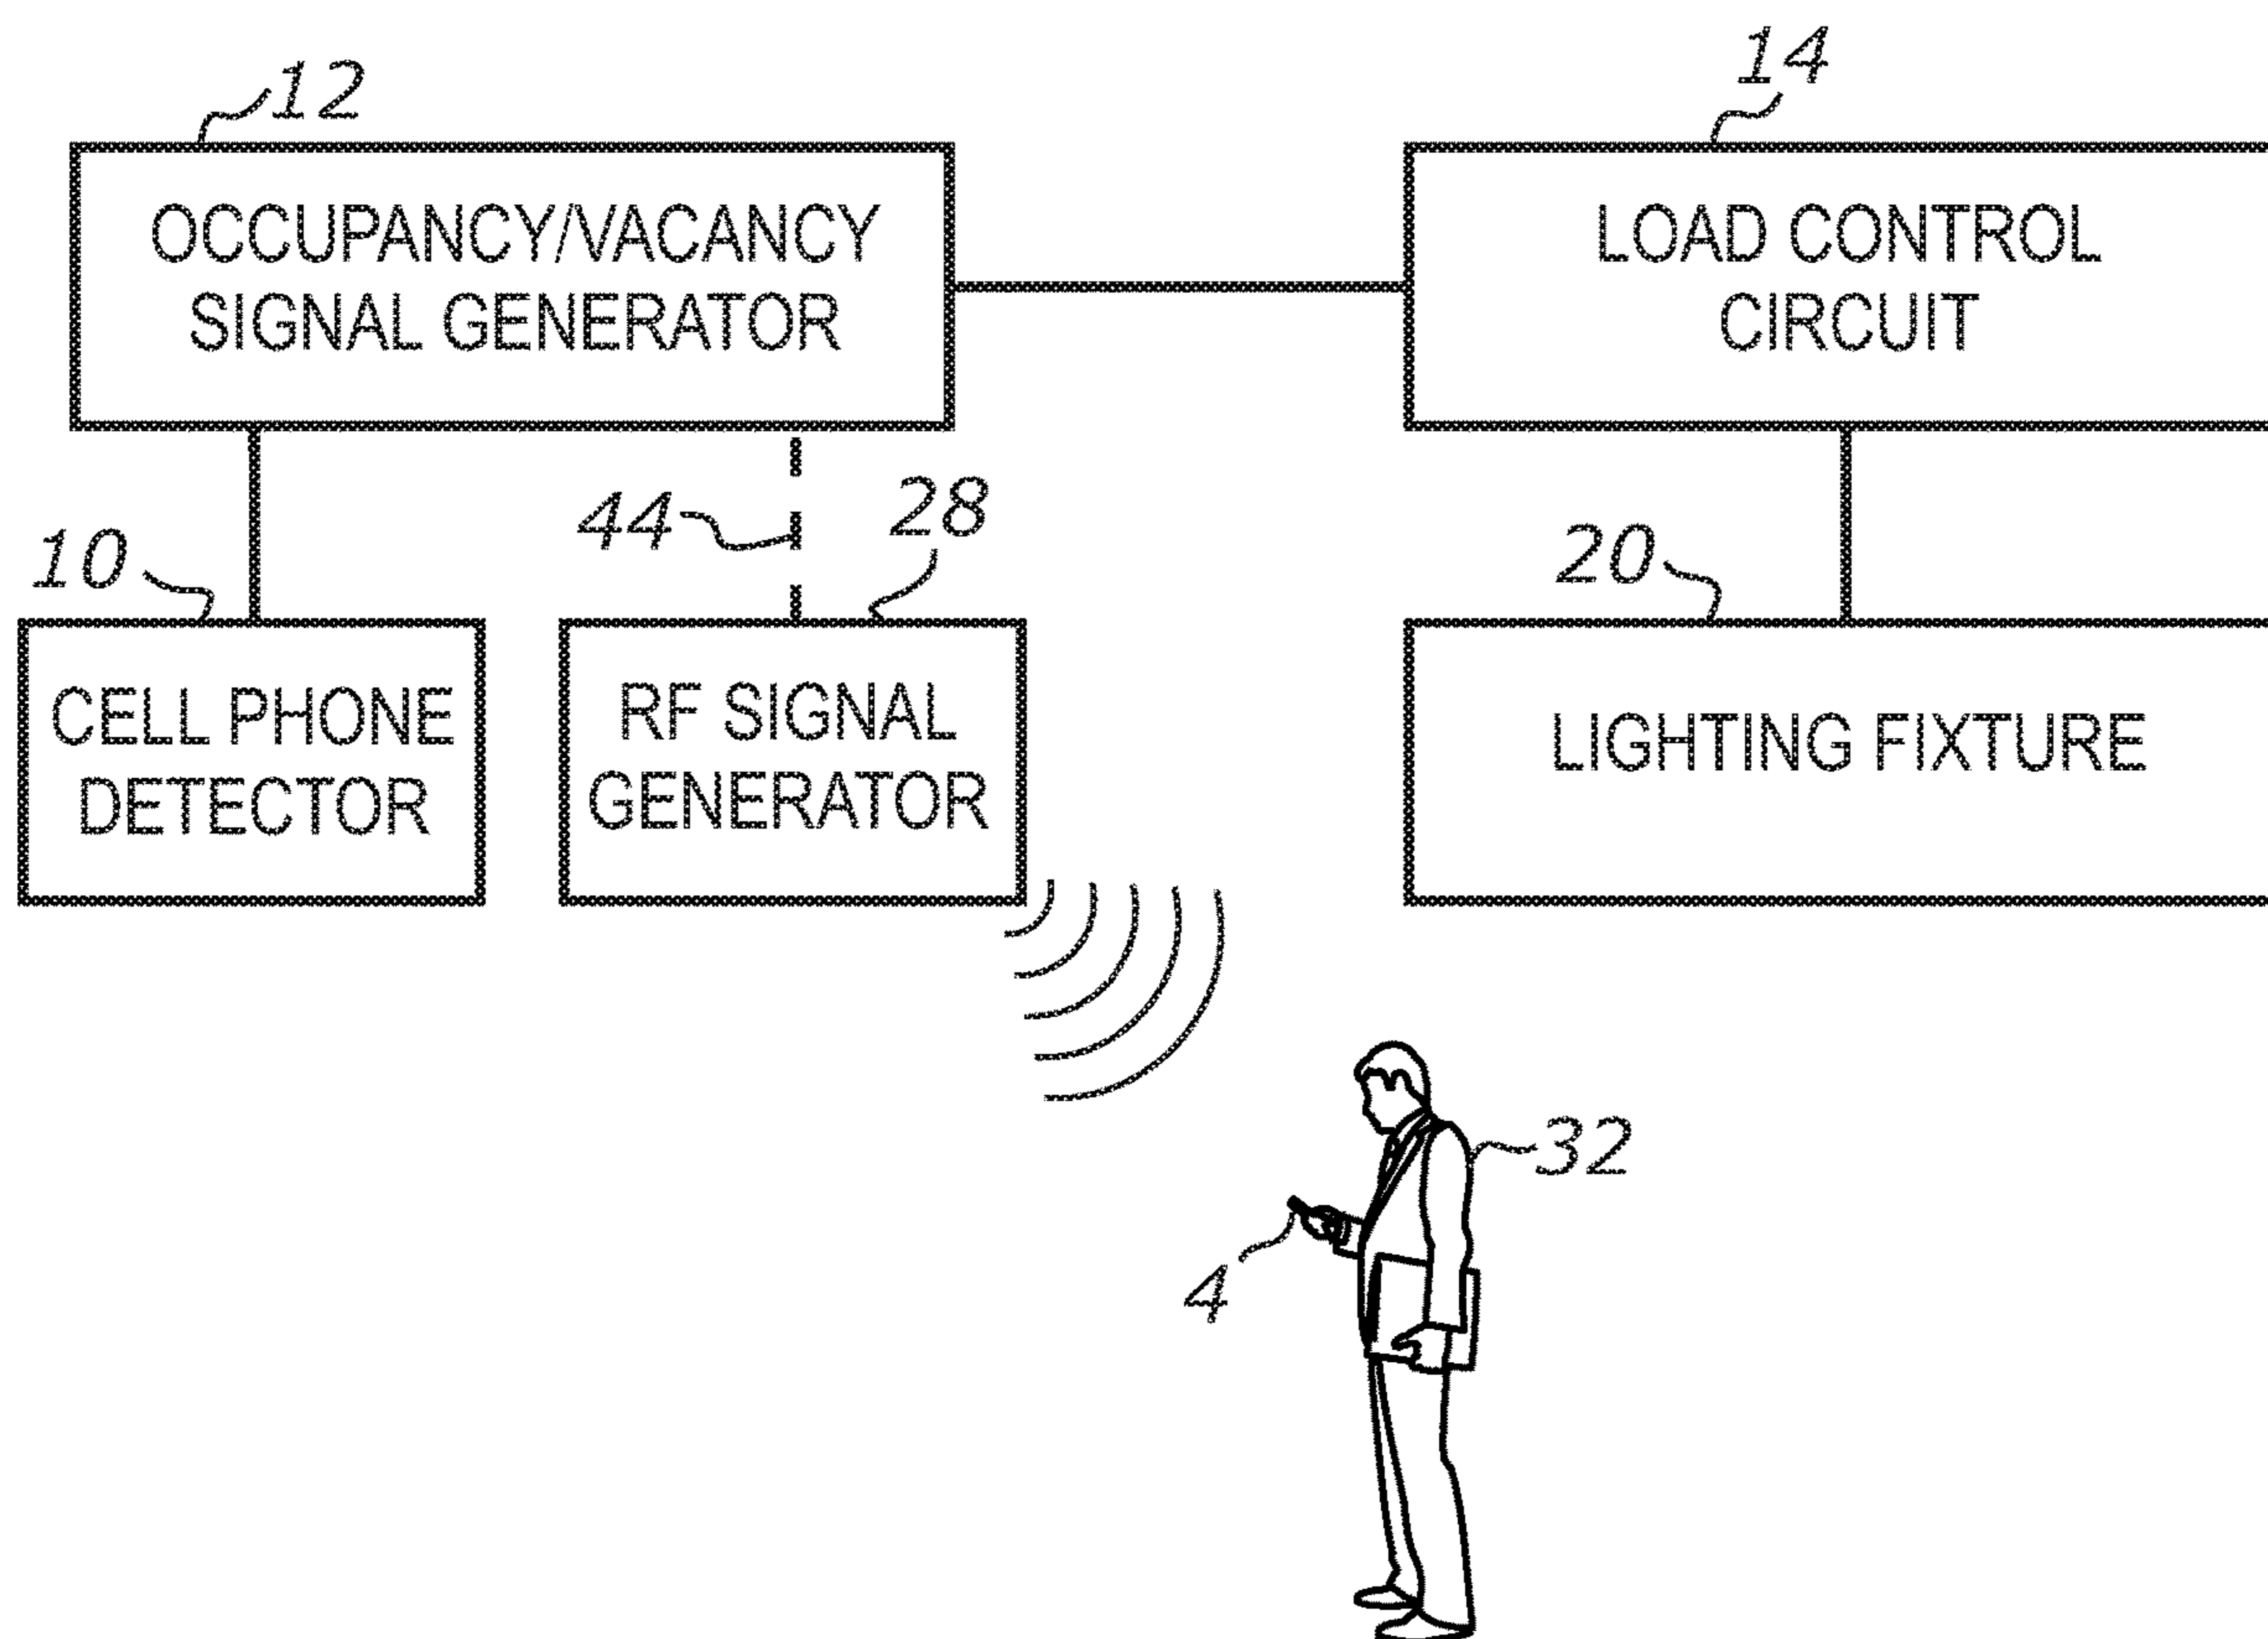 12
14
OCCUPANCY/VACANCY
SIGNAL GENERATOR
LOAD CONTROL
CIRCUIT
10
44
28
20
CELL PHONE
DETECTOR
RF SIGNAL
GENERATOR
LIGHTING FIXTURE
32
4